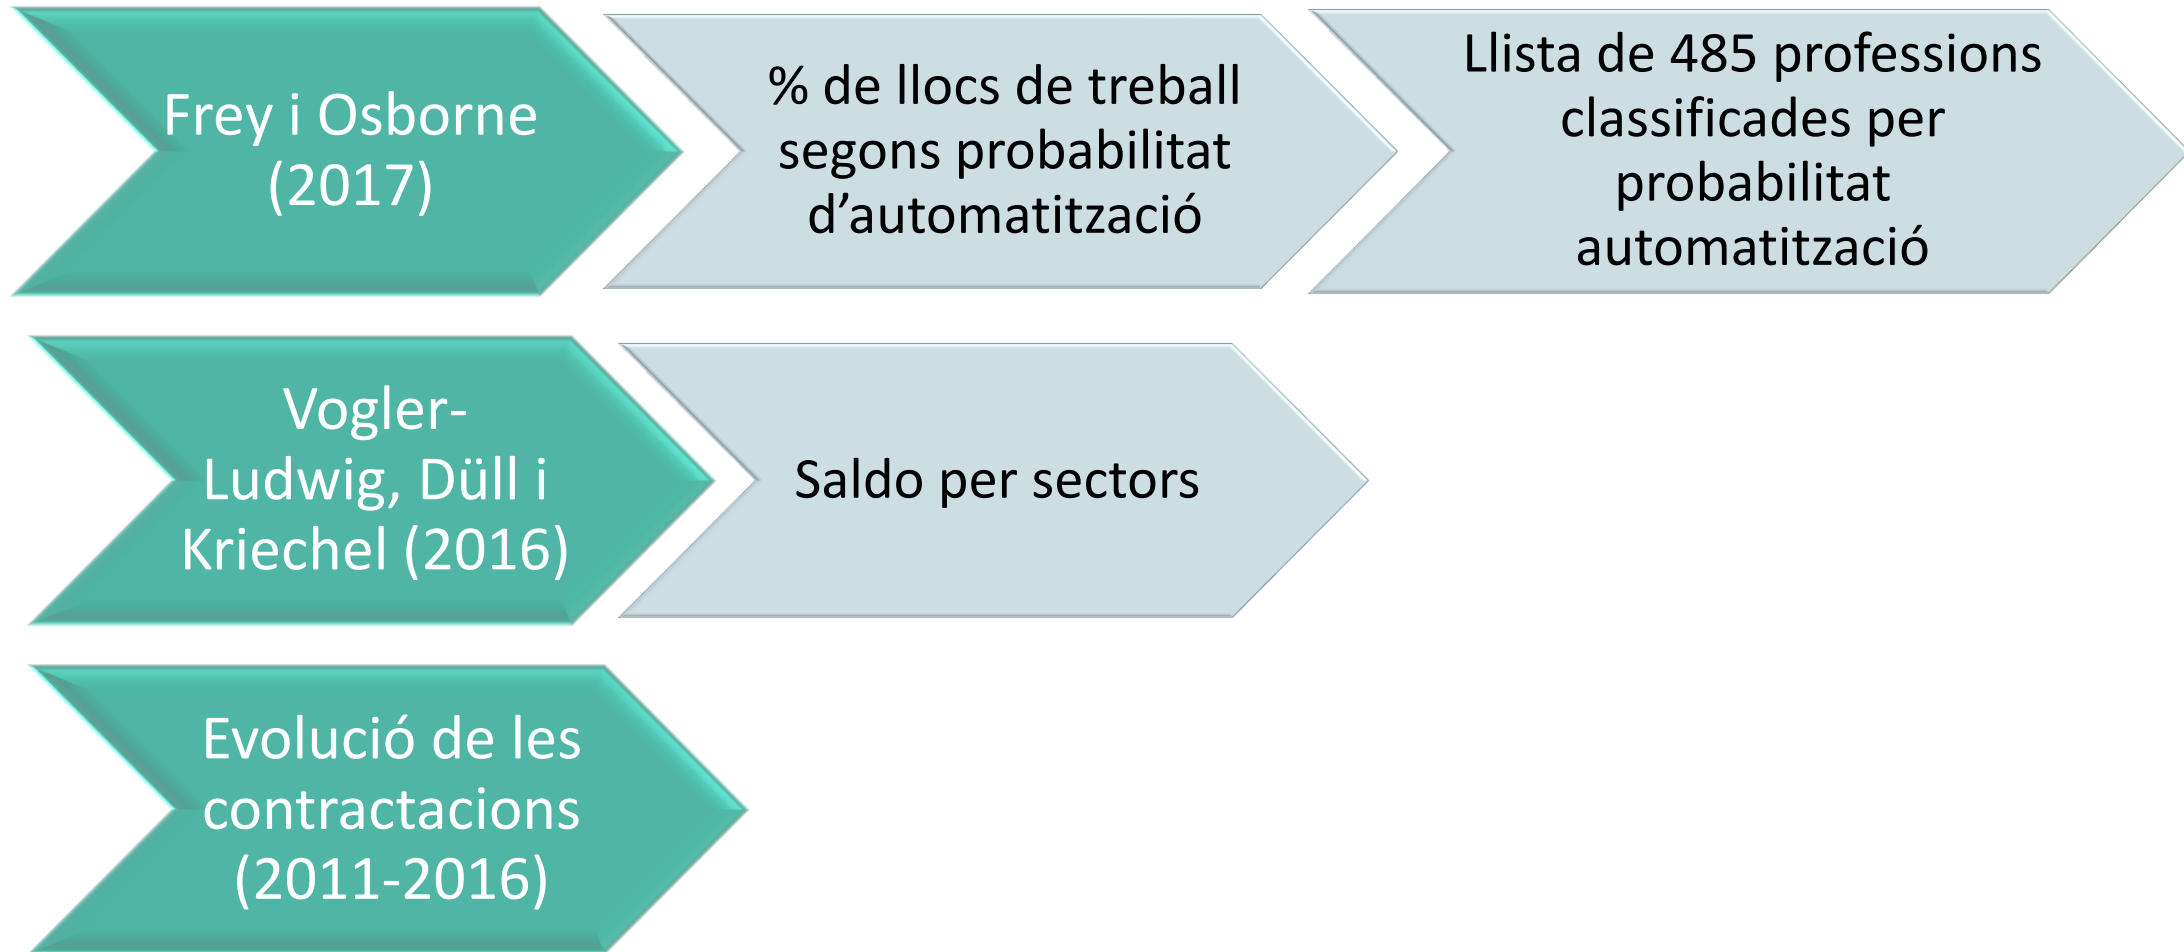 Frey i Osborne
(2017)
% de llocs de treball
segons probabilitat
d’automatització
Llista de 485 professions
classificades per
probabilitat
automatització
Vogler-
Ludwig, Düll i
Kriechel (2016)
Saldo per sectors
Evolució de les
contractacions
(2011-2016)